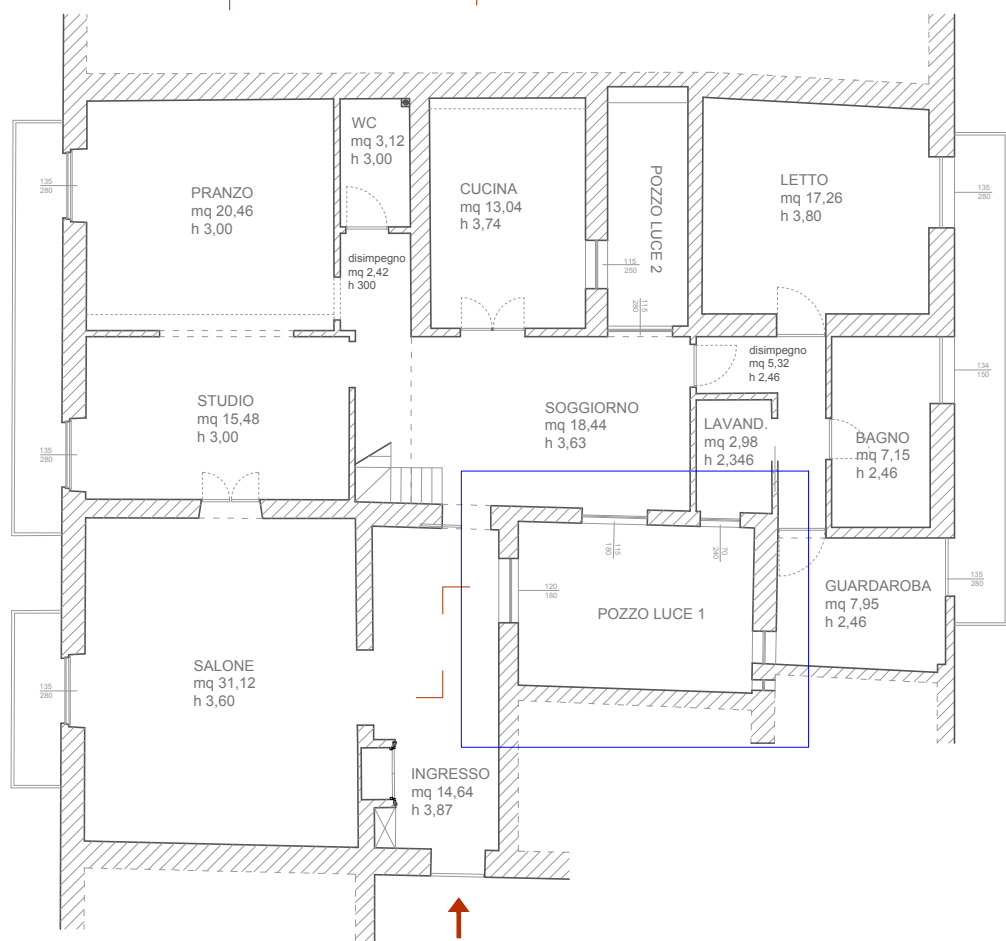 WC
mq 3,12
h 3,00
PRANZO
mq 20,46
h 3,00
CUCINA
mq 13,04
h 3,74
POZZO LUCE 2
LETTO
mq 17,26
h 3,80
135
280
135
280
disimpegno
mq 2,42
h 300
115
250
115
280
disimpegno
mq 5,32
h 2,46
134
150
STUDIO
mq 15,48
h 3,00
SOGGIORNO
mq 18,44
h 3,63
LAVAND.
mq 2,98
h 2,346
BAGNO
mq 7,15
h 2,46
135
280
115
180
70
240
120
180
POZZO LUCE 1
GUARDAROBA
mq 7,95
h 2,46
135
280
SALONE
mq 31,12
h 3,60
135
280
INGRESSO
mq 14,64
h 3,87